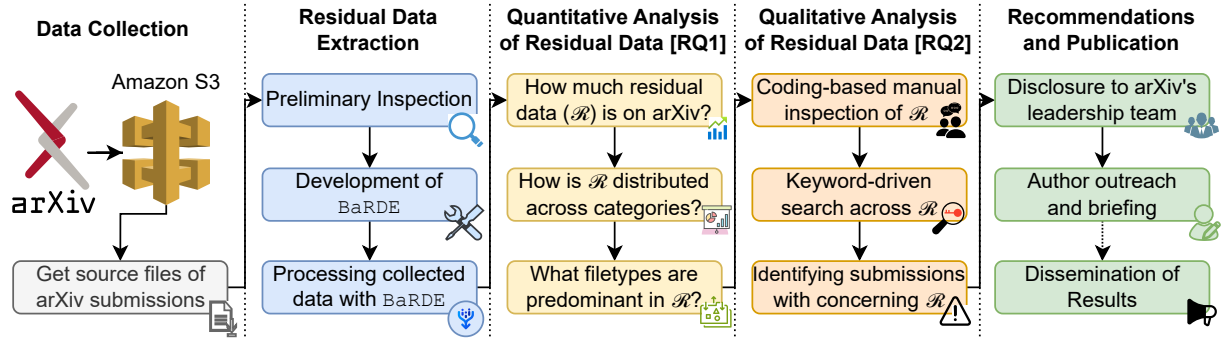 Data Collection
Amazon S3
arXiv
Get source files of
arXiv submissions
Residual Data
Extraction
Preliminary Inspection
Development of
BaRDE
Processing collected
data with BaRDE
Quantitative Analysis
of Residual Data [RQ1]
How much residual
data (ℛ) is on arXiv?
How is ℛ distributed
across categories?
What filetypes are
predominant in ℛ?
Qualitative Analysis
of Residual Data [RQ2]
Coding-based manual
inspection of ℛ
Keyword-driven
search across ℛ
Identifying submissions
with concerning ℛ
Recommendations
and Publication
Disclosure to arXiv's
leadership team
Author outreach
and briefing
Dissemination of
Results